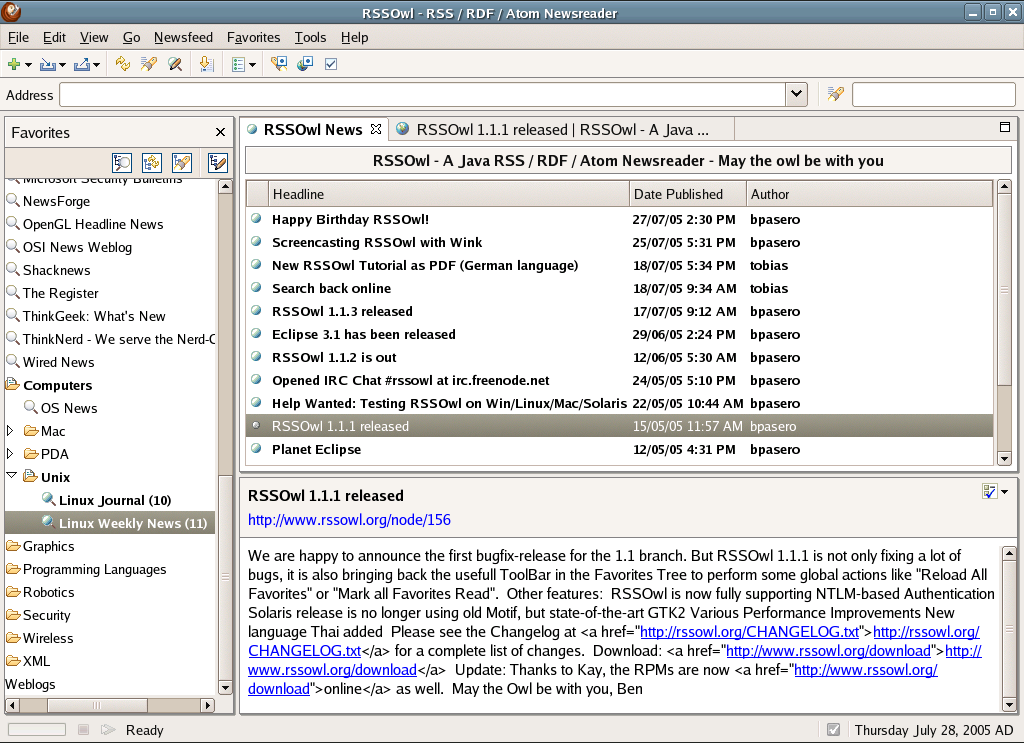 RSSOwl - RSS / RDF / Atom Newsreader
File Edit View Go Newsfeed Favorites Tools Help
Address
Favorites
Microsoft Security Bulletins
NewsForge
OpenGL Headline News
OSI News Weblog
Shacknews
The Register
ThinkGeek: What's New
ThinkNerd - We serve the Nerd-C
Wired News
Computers
OS News
Mac
PDA
Unix
Linux Journal (10)
Linux Weekly News (11)
Graphics
Programming Languages
Robotics
Security
Wireless
XML
Weblogs
RSSOwl News
RSSOwl 1.1.1 released | RSSOwl - A Java ...
RSSOwl - A Java RSS / RDF / Atom Newsreader - May the owl be with you
Headline Date Published Author
Happy Birthday RSSOwl! 27/07/05 2:30 PM bpasero
Screencasting RSSOwl with Wink 25/07/05 5:31 PM bpasero
New RSSOwl Tutorial as PDF (German language) 18/07/05 5:34 PM tobias
Search back online 18/07/05 9:34 AM tobias
RSSOwl 1.1.3 released 17/07/05 9:12 AM bpasero
Eclipse 3.1 has been released 29/06/05 2:24 PM bpasero
RSSOwl 1.1.2 is out 12/06/05 5:30 AM bpasero
Opened IRC Chat #rssowl at irc.freenode.net 24/05/05 5:10 PM bpasero
Help Wanted: Testing RSSOwl on Win/Linux/Mac/Solaris 22/05/05 10:44 AM bpasero
RSSOwl 1.1.1 released 15/05/05 11:57 AM bpasero
Planet Eclipse 12/05/05 4:31 PM bpasero
RSSOwl 1.1.1 released
http://www.rssowl.org/node/156
We are happy to announce the first bugfix-release for the 1.1 branch. But RSSOwl 1.1.1 is not only fixing a lot of
bugs, it is also bringing back the usefull ToolBar in the Favorites Tree to perform some global actions like "Reload All
Favorites" or "Mark all Favorites Read". Other features: RSSOwl is now fully supporting NTLM-based Authentication
Solaris release is no longer using old Motif, but state-of-the-art GTK2 Various Performance Improvements New
language Thai added Please see the Changelog at <a href="http://rssowl.org/CHANGELOG.txt">http://rssowl.org/
CHANGELOG.txt</a> for a complete list of changes. Download: <a href="http://www.rssowl.org/download">http://
www.rssowl.org/download</a> Update: Thanks to Kay, the RPMs are now <a href="http://www.rssowl.org/
download">online</a> as well. May the Owl be with you, Ben
Ready
Thursday July 28, 2005 AD